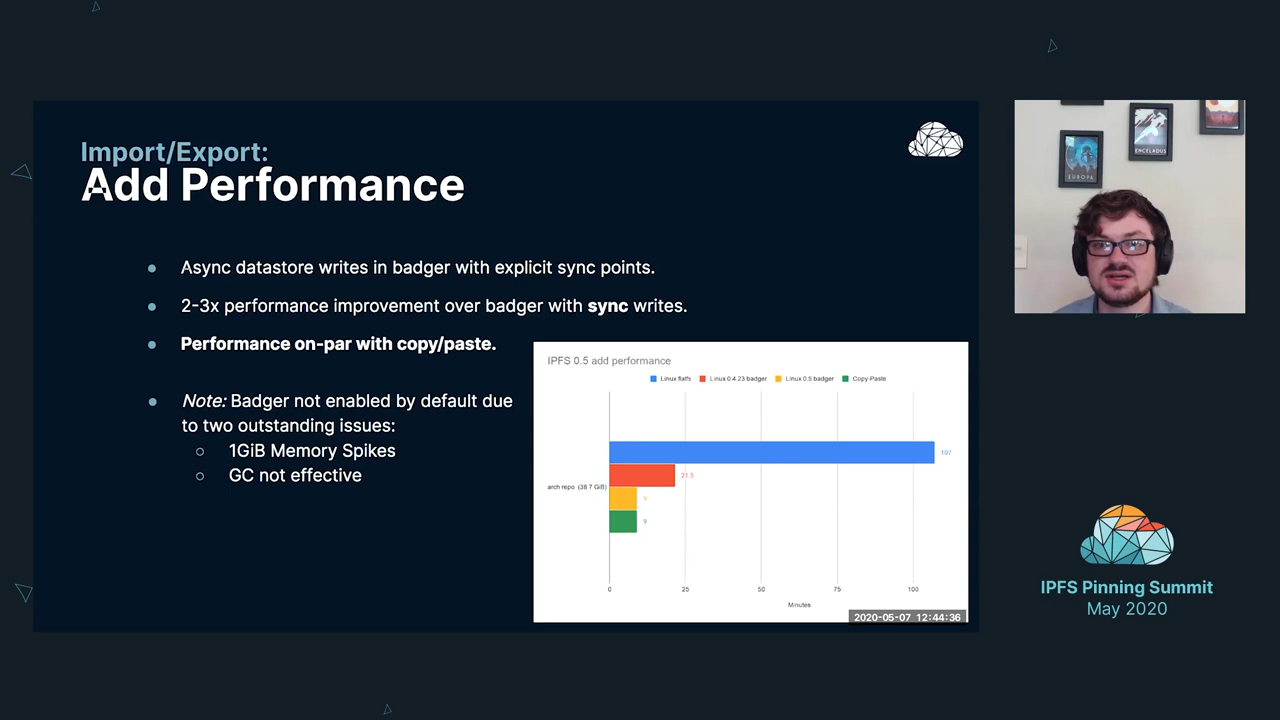 Import/Export:
Add Performance
Async datastore writes in badger with explicit sync points.
2-3x performance improvement over badger with sync writes.
Performance on-par with copy/paste.
Note: Badger not enabled by default due
to two outstanding issues:
1GiB Memory Spikes
GC not effective
IPFS 0.5 add performance
Linux flatfs Linux 0.4.23 badger Linux 0.5 badger Copy-Paste
107
21.5
arch repo (38.7 GiB)
9
9
0 25 50 75 100
Minutes
2020-05-07 12:44:36
EUROPA
ENCELADUS
IPFS Pinning Summit
May 2020